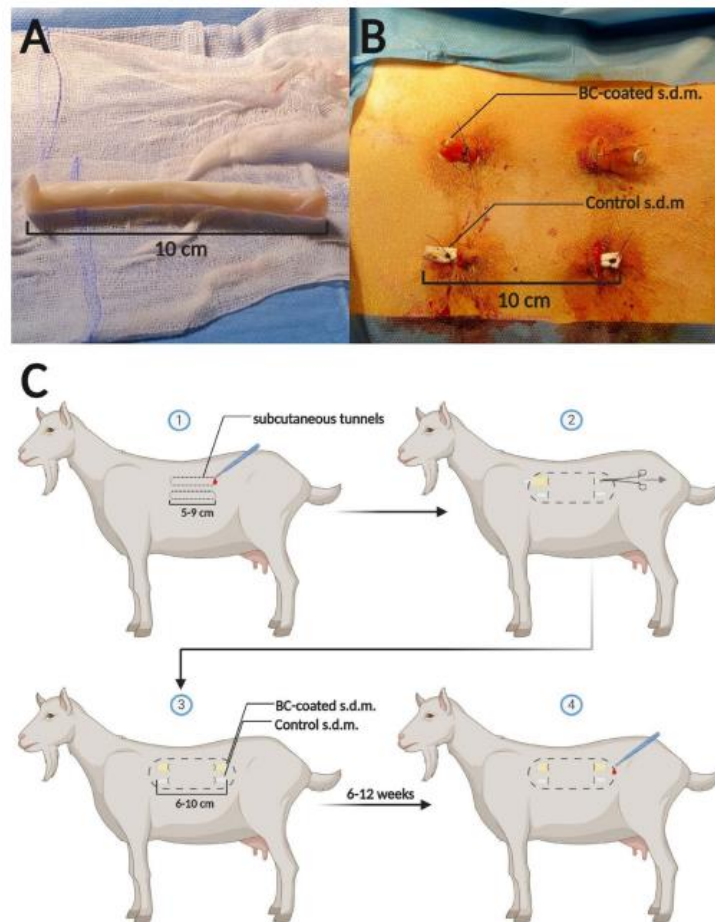 A
B
BC-coated s.d.m.
Control s.d.m
10 cm
10 cm
C
1
2
subcutaneous tunnels
5-9 cm
3
4
BC-coated s.d.m.
Control s.d.m.
6-10 cm
6-12 weeks